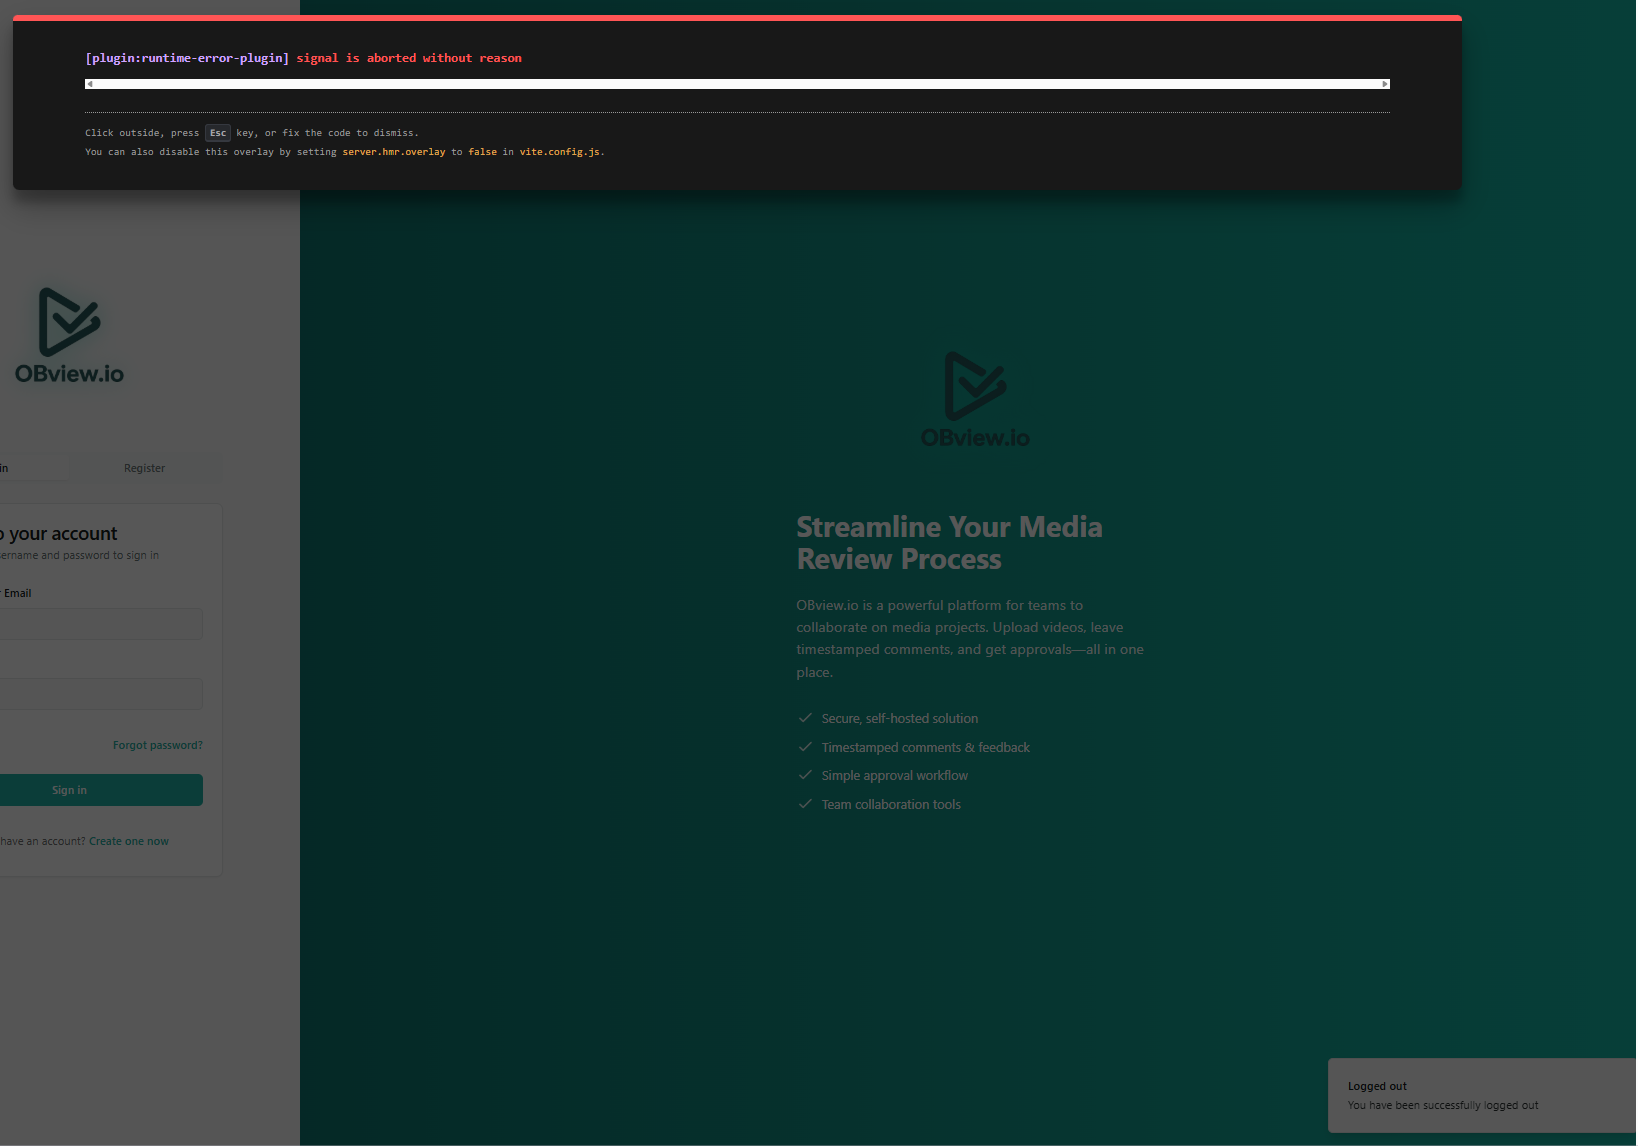 [plugin:runtime-error-plugin] signal is aborted without reason
Click outside, press Esc key, or fix the code to dismiss.
You can also disable this overlay by setting server.hmr.overlay to false in vite.config.js.
OBview.io
in
Register
o your account
ername and password to sign in
Email
Forgot password?
Sign in
have an account? Create one now
OBview.io
Streamline Your Media
Review Process
OBview.io is a powerful platform for teams to
collaborate on media projects. Upload videos, leave
timestamped comments, and get approvals—all in one
place.
Secure, self-hosted solution
Timestamped comments & feedback
Simple approval workflow
Team collaboration tools
Logged out
You have been successfully logged out